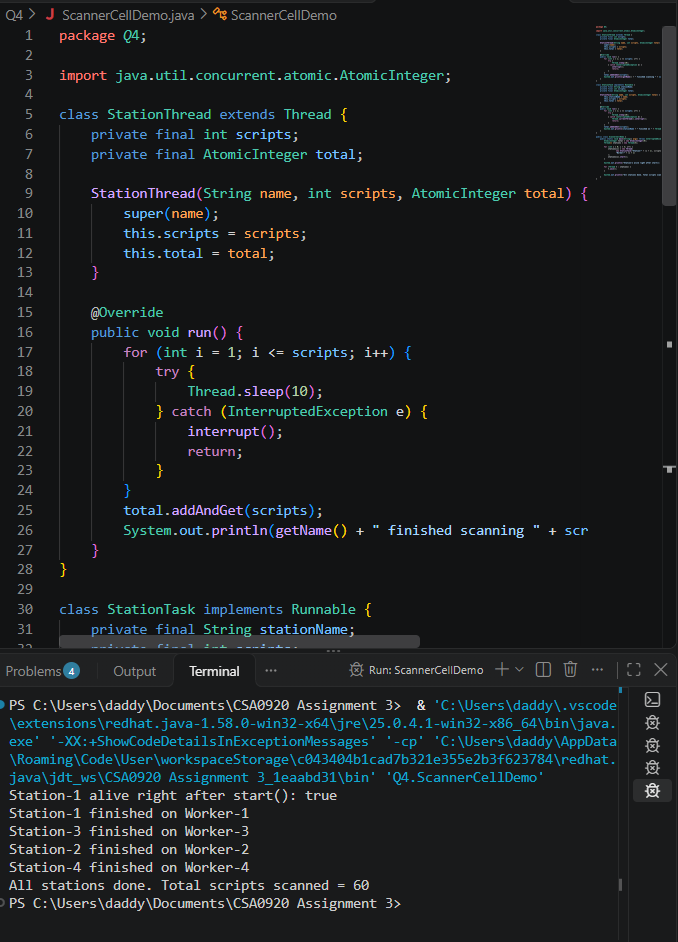 Q4 > J ScannerCellDemo.java > ScannerCellDemo
1 package Q4;
2
3 import java.util.concurrent.atomic.AtomicInteger;
4
5 class StationThread extends Thread {
6 private final int scripts;
7 private final AtomicInteger total;
8
9 StationThread(String name, int scripts, AtomicInteger total) {
10 super(name);
11 this.scripts = scripts;
12 this.total = total;
13 }
14
15 @Override
16 public void run() {
17 for (int i = 1; i <= scripts; i++) {
18 try {
19 Thread.sleep(10);
20 } catch (InterruptedException e) {
21 interrupt();
22 return;
23 }
24 }
25 total.addAndGet(scripts);
26 System.out.println(getName() + " finished scanning " + scr
27 }
28 }
29
30 class StationTask implements Runnable {
31 private final String stationName;
Problems 4 Output Terminal ··· Run: ScannerCellDemo
PS C:\Users\daddy\Documents\CSA0920 Assignment 3> & 'C:\Users\daddy\.vscode
\extensions\redhat.java-1.58.0-win32-x64\jre\25.0.4.1-win32-x86_64\bin\java.
exe' '-XX:+ShowCodeDetailsInExceptionMessages' '-cp' 'C:\Users\daddy\AppData
\Roaming\Code\User\workspaceStorage\c043404b1cad7b321e355e2b3f623784\redhat.
java\jdt_ws\CSA0920 Assignment 3_1eaabd31\bin' 'Q4.ScannerCellDemo'
Station-1 alive right after start(): true
Station-1 finished on Worker-1
Station-3 finished on Worker-3
Station-2 finished on Worker-2
Station-4 finished on Worker-4
All stations done. Total scripts scanned = 60
PS C:\Users\daddy\Documents\CSA0920 Assignment 3>